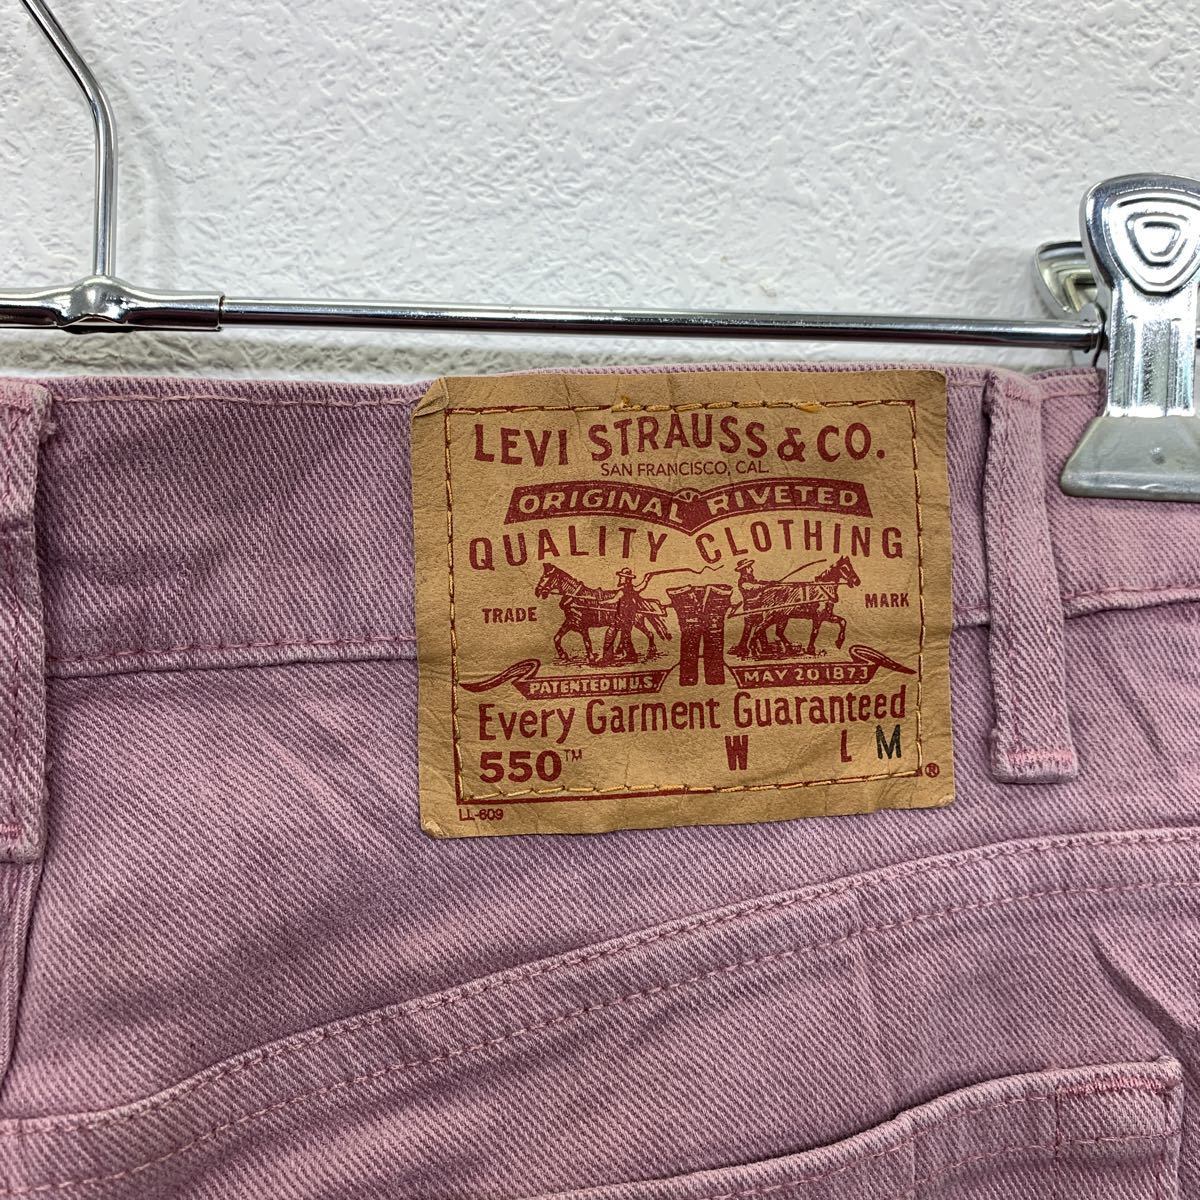 LEVI STRAUSS & CO.
SAN FRANCISCO, CAL.
ORIGINAL RIVETED
QUALITY CLOTHING
TRADE MARK
PATENTED IN U.S. MAY 20 1873
Every Garment Guaranteed
550™ W L M
®
LL-609